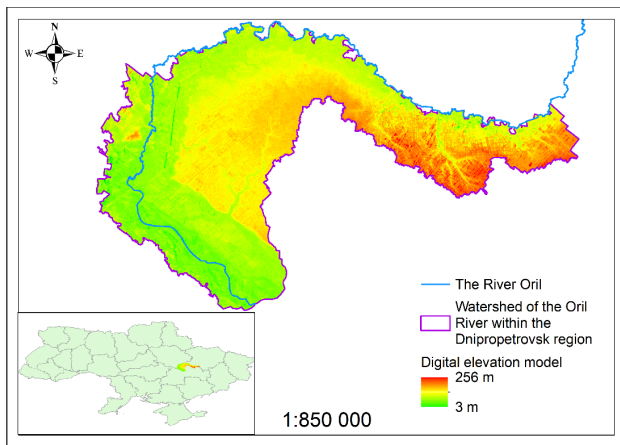 N
W E
S
The River Oril
Watershed of the Oril
River within the
Dnipropetrovsk region
Digital elevation model
256 m
3 m
1:850 000